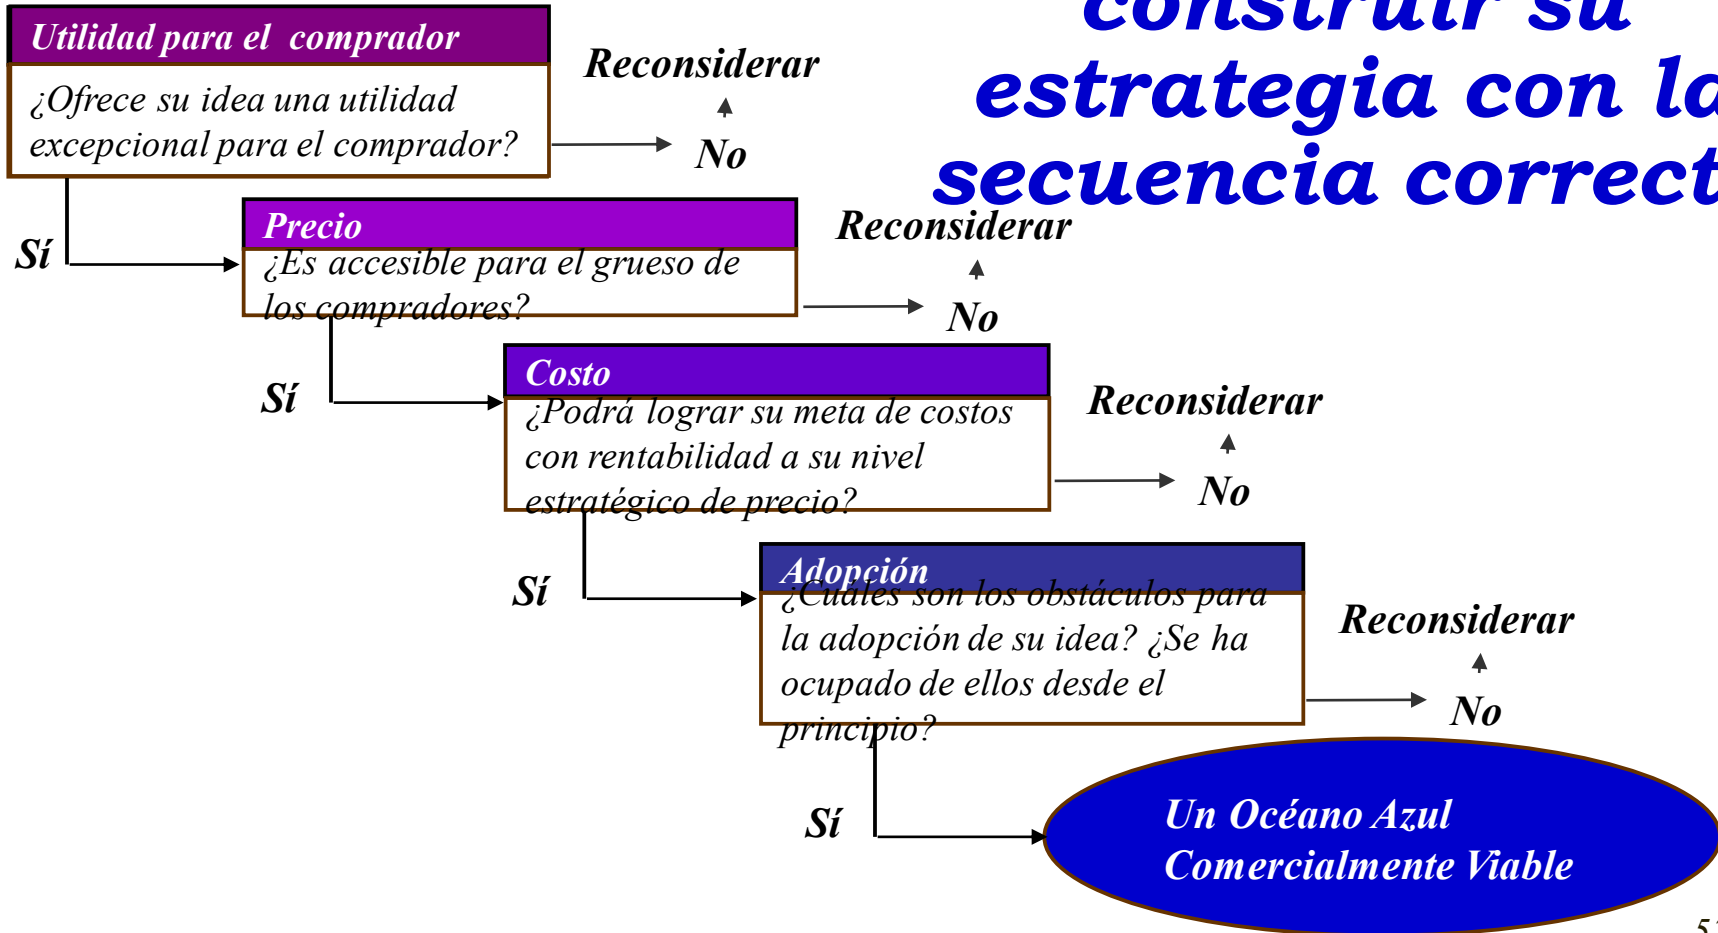 construir su
estrategia con la
secuencia correct
Utilidad para el comprador
¿Ofrece su idea una utilidad
excepcional para el comprador?
Reconsiderar
No
Sí
Precio
¿Es accesible para el grueso de
los compradores?
Reconsiderar
No
Sí
Costo
¿Podrá lograr su meta de costos
con rentabilidad a su nivel
estratégico de precio?
Reconsiderar
No
Sí
Adopción
¿Cuáles son los obstáculos para
la adopción de su idea? ¿Se ha
ocupado de ellos desde el
principio?
Reconsiderar
No
Sí
Un Océano Azul
Comercialmente Viable